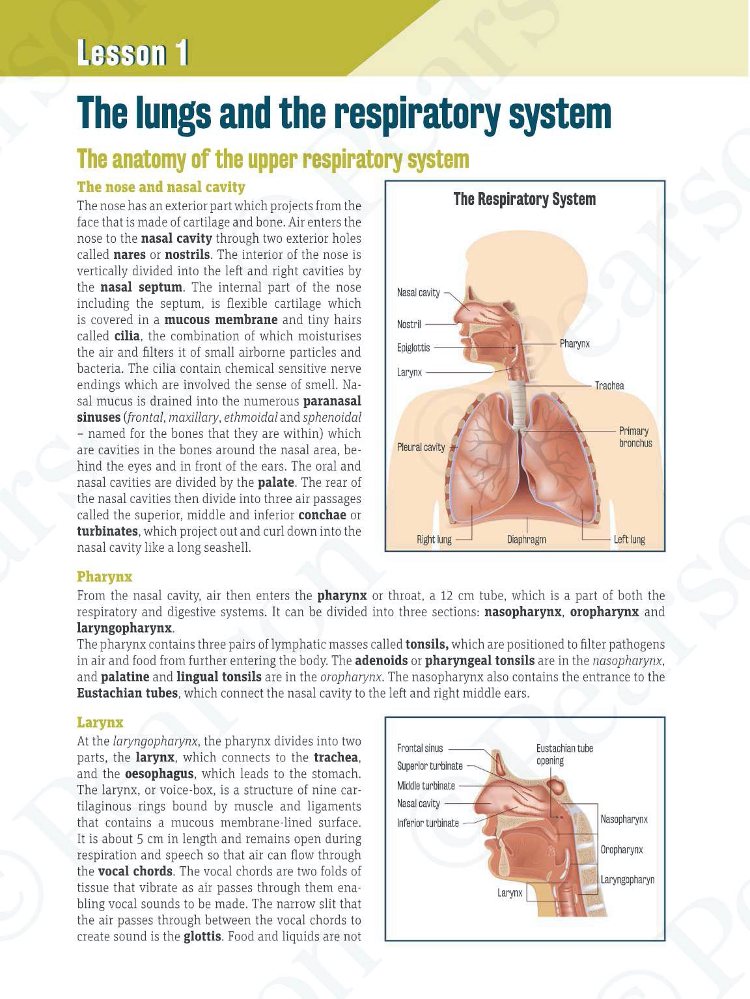 Lesson 1
The lungs and the respiratory system
The anatomy of the upper respiratory system
The nose and nasal cavity
The nose has an exterior part which projects from the
face that is made of cartilage and bone. Air enters the
nose to the nasal cavity through two exterior holes
called nares or nostrils. The interior of the nose is
vertically divided into the left and right cavities by
the nasal septum. The internal part of the nose
including the septum, is flexible cartilage which
is covered in a mucous membrane and tiny hairs
called cilia, the combination of which moisturises
the air and filters it of small airborne particles and
bacteria. The cilia contain chemical sensitive nerve
endings which are involved the sense of smell. Na-
sal mucus is drained into the numerous paranasal
sinuses (frontal, maxillary, ethmoidal and sphenoidal
– named for the bones that they are within) which
are cavities in the bones around the nasal area, be-
hind the eyes and in front of the ears. The oral and
nasal cavities are divided by the palate. The rear of
the nasal cavities then divide into three air passages
called the superior, middle and inferior conchae or
turbinates, which project out and curl down into the
nasal cavity like a long seashell.
The Respiratory System
Nasal cavity
Nostril
Epiglottis
Pharynx
Larynx
Trachea
Primary
bronchus
Pleural cavity
Right lung
Diaphragm
Left lung
Pharynx
From the nasal cavity, air then enters the pharynx or throat, a 12 cm tube, which is a part of both the
respiratory and digestive systems. It can be divided into three sections: nasopharynx, oropharynx and
laryngopharynx.
The pharynx contains three pairs of lymphatic masses called tonsils, which are positioned to filter pathogens
in air and food from further entering the body. The adenoids or pharyngeal tonsils are in the nasopharynx,
and palatine and lingual tonsils are in the oropharynx. The nasopharynx also contains the entrance to the
Eustachian tubes, which connect the nasal cavity to the left and right middle ears.
Larynx
At the laryngopharynx, the pharynx divides into two
parts, the larynx, which connects to the trachea,
and the oesophagus, which leads to the stomach.
The larynx, or voice-box, is a structure of nine car-
tilaginous rings bound by muscle and ligaments
that contains a mucous membrane-lined surface.
It is about 5 cm in length and remains open during
respiration and speech so that air can flow through
the vocal chords. The vocal chords are two folds of
tissue that vibrate as air passes through them ena-
bling vocal sounds to be made. The narrow slit that
the air passes through between the vocal chords to
create sound is the glottis. Food and liquids are not
Frontal sinus
Eustachian tube
opening
Superior turbinate
Middle turbinate
Nasal cavity
Inferior turbinate
Nasopharynx
Oropharynx
Laryngopharyn
Larynx
© Pearson